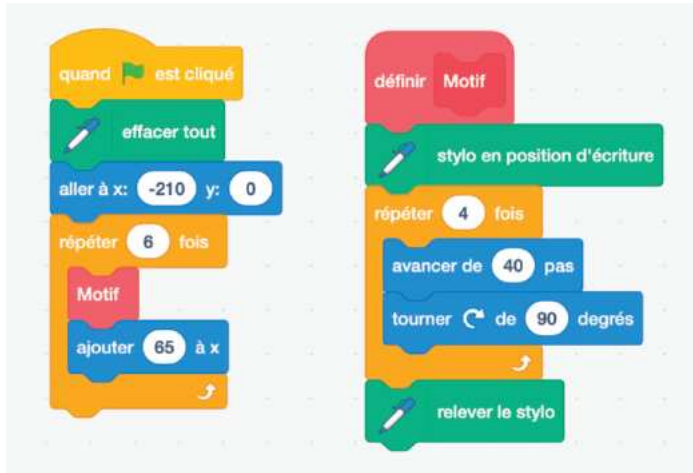 quand est cliqué
effacer tout
aller à x: -210 y: 0
répéter 6 fois
Motif
ajouter 65 à x
définir Motif
stylo en position d'écriture
répéter 4 fois
avancer de 40 pas
tourner de 90 degrés
relever le stylo